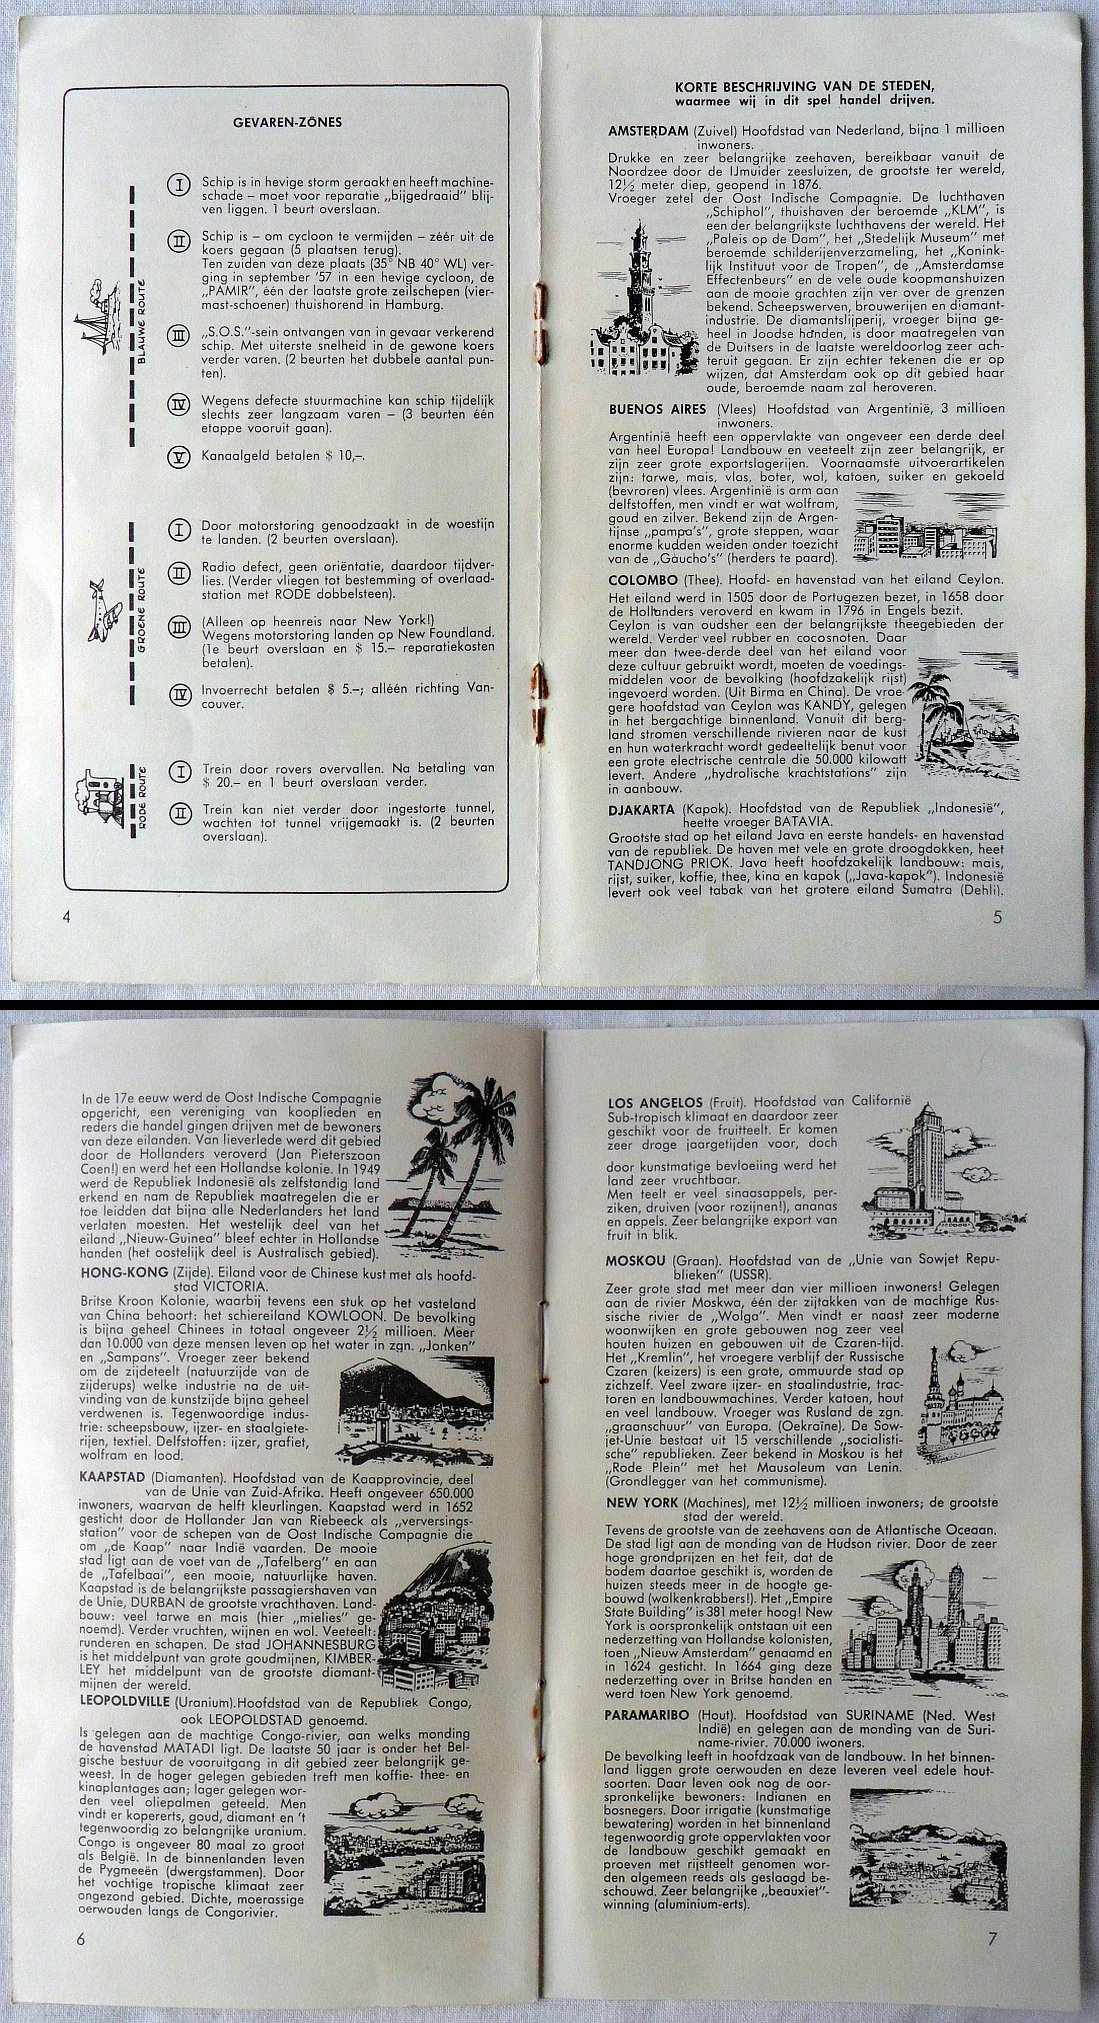 GEVAREN-ZÔNES
I Schip is in hevige storm geraakt en heeft machine-
schade – moet voor reparatie „bijgedraaid” blij-
ven liggen. 1 beurt overslaan.
II Schip is – om cycloon te vermijden – zéér uit de
koers gegaan (5 plaatsen terug).
Ten zuiden van deze plaats (35° NB 40° WL) ver-
ging in september '57 in een hevige cycloon, de
„PAMIR”, één der laatste grote zeilschepen (vier-
mast-schoener) thuishorend in Hamburg.
III „S.O.S.”-sein ontvangen van in gevaar verkerend
schip. Met uiterste snelheid in de gewone koers
verder varen. (2 beurten het dubbele aantal pun-
ten).
IV Wegens defecte stuurmachine kan schip tijdelijk
slechts zeer langzaam varen – (3 beurten één
etappe vooruit gaan).
V Kanaalgeld betalen $ 10,–.
BLAUWE ROUTE
I Door motorstoring genoodzaakt in de woestijn
te landen. (2 beurten overslaan).
II Radio defect, geen oriëntatie, daardoor tijdver-
lies. (Verder vliegen tot bestemming of overlaad-
station met RODE dobbelsteen).
III (Alleen op heenreis naar New York!)
Wegens motorstoring landen op New Foundland.
(1e beurt overslaan en $ 15.– reparatiekosten
betalen).
IV Invoerrecht betalen $ 5.–; alléén richting Van-
couver.
GROENE ROUTE
I Trein door rovers overvallen. Na betaling van
$ 20.– en 1 beurt overslaan verder.
II Trein kan niet verder door ingestorte tunnel,
wachten tot tunnel vrijgemaakt is. (2 beurten
overslaan).
RODE ROUTE
4
KORTE BESCHRIJVING VAN DE STEDEN,
waarmee wij in dit spel handel drijven.
AMSTERDAM (Zuivel) Hoofdstad van Nederland, bijna 1 millioen
inwoners.
Drukke en zeer belangrijke zeehaven, bereikbaar vanuit de
Noordzee door de IJmuider zeesluizen, de grootste ter wereld,
12½ meter diep, geopend in 1876.
Vroeger zetel der Oost Indische Compagnie. De luchthaven
„Schiphol”, thuishaven der beroemde „KLM”, is
een der belangrijkste luchthavens der wereld. Het
„Paleis op de Dam”, het „Stedelijk Museum” met
beroemde schilderijenverzameling, het „Konink-
lijk Instituut voor de Tropen”, de „Amsterdamse
Effectenbeurs” en de vele oude koopmanshuizen
aan de mooie grachten zijn ver over de grenzen
bekend. Scheepswerven, brouwerijen en diamant-
industrie. De diamantslijperij, vroeger bijna ge-
heel in Joodse handen, is door maatregelen van
de Duitsers in de laatste wereldoorlog zeer ach-
teruit gegaan. Er zijn echter tekenen die er op
wijzen, dat Amsterdam ook op dit gebied haar
oude, beroemde naam zal heroveren.
BUENOS AIRES (Vlees) Hoofdstad van Argentinië, 3 millioen
inwoners.
Argentinië heeft een oppervlakte van ongeveer een derde deel
van heel Europa! Landbouw en veeteelt zijn zeer belangrijk, er
zijn zeer grote exportslagerijen. Voornaamste uitvoerartikelen
zijn: tarwe, mais, vlas, boter, wol, katoen, suiker en gekoeld
(bevroren) vlees. Argentinië is arm aan
delfstoffen, men vindt er wat wolfram,
goud en zilver. Bekend zijn de Argen-
tijnse „pampa's”, grote steppen, waar
enorme kudden weiden onder toezicht
van de „Gaucho's” (herders te paard).
COLOMBO (Thee). Hoofd- en havenstad van het eiland Ceylon.
Het eiland werd in 1505 door de Portugezen bezet, in 1658 door
de Hollanders veroverd en kwam in 1796 in Engels bezit.
Ceylon is van oudsher een der belangrijkste theegebieden der
wereld. Verder veel rubber en cocosnoten. Daar
meer dan twee-derde deel van het eiland voor
deze cultuur gebruikt wordt, moeten de voedings-
middelen voor de bevolking (hoofdzakelijk rijst)
ingevoerd worden. (Uit Birma en China). De vroe-
gere hoofdstad van Ceylon was KANDY, gelegen
in het bergachtige binnenland. Vanuit dit berg-
land stromen verschillende rivieren naar de kust
en hun waterkracht wordt gedeeltelijk benut voor
een grote electrische centrale die 50.000 kilowatt
levert. Andere „hydrolische krachtstations” zijn
in aanbouw.
DJAKARTA (Kapok). Hoofdstad van de Republiek „Indonesië”,
heette vroeger BATAVIA.
Grootste stad op het eiland Java en eerste handels- en havenstad
van de republiek. De haven met vele en grote droogdokken, heet
TANDJONG PRIOK. Java heeft hoofdzakelijk landbouw: mais,
rijst, suiker, koffie, thee, kina en kapok („Java-kapok”). Indonesië
levert ook veel tabak van het grotere eiland Sumatra (Dehli).
5
In de 17e eeuw werd de Oost Indische Compagnie
opgericht, een vereniging van kooplieden en
reders die handel gingen drijven met de bewoners
van deze eilanden. Van lieverlede werd dit gebied
door de Hollanders veroverd (Jan Pieterszoon
Coen!) en werd het een Hollandse kolonie. In 1949
werd de Republiek Indonesië als zelfstandig land
erkend en nam de Republiek maatregelen die er
toe leidden dat bijna alle Nederlanders het land
verlaten moesten. Het westelijk deel van het
eiland „Nieuw-Guinea” bleef echter in Hollandse
handen (het oostelijk deel is Australisch gebied).
HONG-KONG (Zijde). Eiland voor de Chinese kust met als hoofd-
stad VICTORIA.
Britse Kroon Kolonie, waarbij tevens een stuk op het vasteland
van China behoort: het schiereiland KOWLOON. De bevolking
is bijna geheel Chinees in totaal ongeveer 2½ millioen. Meer
dan 10.000 van deze mensen leven op het water in zgn. „Jonken”
en „Sampans”. Vroeger zeer bekend
om de zijdeteelt (natuurzijde van de
zijderups) welke industrie na de uit-
vinding van de kunstzijde bijna geheel
verdwenen is. Tegenwoordige indus-
trie: scheepsbouw, ijzer- en staalgiete-
rijen, textiel. Delfstoffen: ijzer, grafiet,
wolfram en lood.
KAAPSTAD (Diamanten). Hoofdstad van de Kaapprovincie, deel
van de Unie van Zuid-Afrika. Heeft ongeveer 650.000
inwoners, waarvan de helft kleurlingen. Kaapstad werd in 1652
gesticht door de Hollander Jan van Riebeeck als „verversings-
station” voor de schepen van de Oost Indische Compagnie die
om „de Kaap” naar Indië vaarden. De mooie
stad ligt aan de voet van de „Tafelberg” en aan
de „Tafelbaai”, een mooie, natuurlijke haven.
Kaapstad is de belangrijkste passagiershaven van
de Unie, DURBAN de grootste vrachthaven. Land-
bouw: veel tarwe en mais (hier „mielies” ge-
noemd). Verder vruchten, wijnen en wol. Veeteelt:
runderen en schapen. De stad JOHANNESBURG
is het middelpunt van grote goudmijnen, KIMBER-
LEY het middelpunt van de grootste diamant-
mijnen der wereld.
LEOPOLDVILLE (Uranium).Hoofdstad van de Republiek Congo,
ook LEOPOLDSTAD genoemd.
Is gelegen aan de machtige Congo-rivier, aan welks monding
de havenstad MATADI ligt. De laatste 50 jaar is onder het Bel-
gische bestuur de vooruitgang in dit gebied zeer belangrijk ge-
weest. In de hoger gelegen gebieden treft men koffie- thee- en
kinaplantages aan; lager gelegen wor-
den veel oliepalmen geteeld. Men
vindt er kopererts, goud, diamant en 't
tegenwoordig zo belangrijke uranium.
Congo is ongeveer 80 maal zo groot
als België. In de binnenlanden leven
de Pygmeeën (dwergstammen). Door
het vochtige tropische klimaat zeer
ongezond gebied. Dichte, moerassige
oerwouden langs de Congorivier.
6
LOS ANGELOS (Fruit). Hoofdstad van Californië
Sub-tropisch klimaat en daardoor zeer
geschikt voor de fruitteelt. Er komen
zeer droge jaargetijden voor, doch
door kunstmatige bevloeiing werd het
land zeer vruchtbaar.
Men teelt er veel sinaasappels, per-
ziken, druiven (voor rozijnen!), ananas
en appels. Zeer belangrijke export van
fruit in blik.
MOSKOU (Graan). Hoofdstad van de „Unie van Sowjet Repu-
blieken” (USSR).
Zeer grote stad met meer dan vier millioen inwoners! Gelegen
aan de rivier Moskwa, één der zijtakken van de machtige Rus-
sische rivier de „Wolga”. Men vindt er naast zeer moderne
woonwijken en grote gebouwen nog zeer veel
houten huizen en gebouwen uit de Czaren-tijd.
Het „Kremlin”, het vroegere verblijf der Russische
Czaren (keizers) is een grote, ommuurde stad op
zichzelf. Veel zware ijzer- en staalindustrie, trac-
toren en landbouwmachines. Verder katoen, hout
en veel landbouw. Vroeger was Rusland de zgn.
„graanschuur” van Europa. (Oekraïne). De Sow-
jet-Unie bestaat uit 15 verschillende „socialisti-
sche” republieken. Zeer bekend in Moskou is het
„Rode Plein” met het Mausoleum van Lenin.
(Grondlegger van het communisme).
NEW YORK (Machines), met 12½ millioen inwoners; de grootste
stad der wereld.
Tevens de grootste van de zeehavens aan de Atlantische Oceaan.
De stad ligt aan de monding van de Hudson rivier. Door de zeer
hoge grondprijzen en het feit, dat de
bodem daartoe geschikt is, worden de
huizen steeds meer in de hoogte ge-
bouwd (wolkenkrabbers!). Het „Empire
State Building” is 381 meter hoog! New
York is oorspronkelijk ontstaan uit een
nederzetting van Hollandse kolonisten,
toen „Nieuw Amsterdam” genaamd en
in 1624 gesticht. In 1664 ging deze
nederzetting over in Britse handen en
werd toen New York genoemd.
PARAMARIBO (Hout). Hoofdstad van SURINAME (Ned. West
Indië) en gelegen aan de monding van de Suri-
name-rivier. 70.000 iwoners.
De bevolking leeft in hoofdzaak van de landbouw. In het binnen-
land liggen grote oerwouden en deze leveren veel edele hout-
soorten. Daar leven ook nog de oor-
spronkelijke bewoners: Indianen en
bosnegers. Door irrigatie (kunstmatige
bewatering) worden in het binnenland
tegenwoordig grote oppervlakten voor
de landbouw geschikt gemaakt en
proeven met rijstteelt genomen wor-
den algemeen reeds als geslaagd be-
schouwd. Zeer belangrijke „beauxiet”-
winning (aluminium-erts).
7